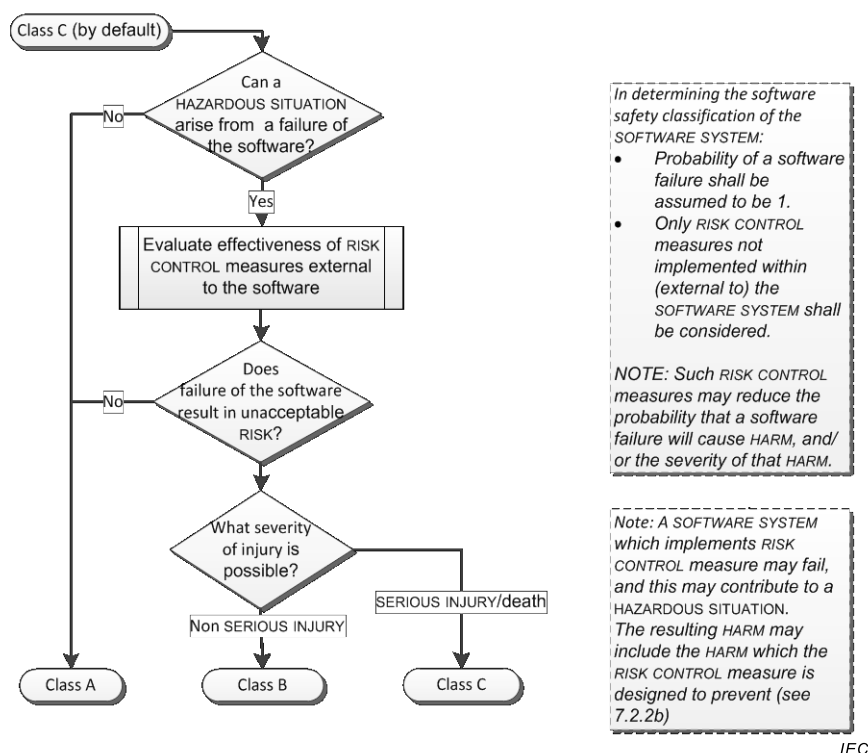 Class C (by default)
Can a
HAZARDOUS SITUATION
arise from a failure of
the software?
No
Yes
Evaluate effectiveness of RISK
CONTROL measures external
to the software
Does
failure of the software
result in unacceptable
RISK?
No
What severity
of injury is
possible?
SERIOUS INJURY/death
Non SERIOUS INJURY
Class A
Class B
Class C
In determining the software
safety classification of the
SOFTWARE SYSTEM:
• Probability of a software
failure shall be
assumed to be 1.
• Only RISK CONTROL
measures not
implemented within
(external to) the
SOFTWARE SYSTEM shall
be considered.
NOTE: Such RISK CONTROL
measures may reduce the
probability that a software
failure will cause HARM, and/
or the severity of that HARM.
Note: A SOFTWARE SYSTEM
which implements RISK
CONTROL measure may fail,
and this may contribute to a
HAZARDOUS SITUATION.
The resulting HARM may
include the HARM which the
RISK CONTROL measure is
designed to prevent (see
7.2.2b)
IEC